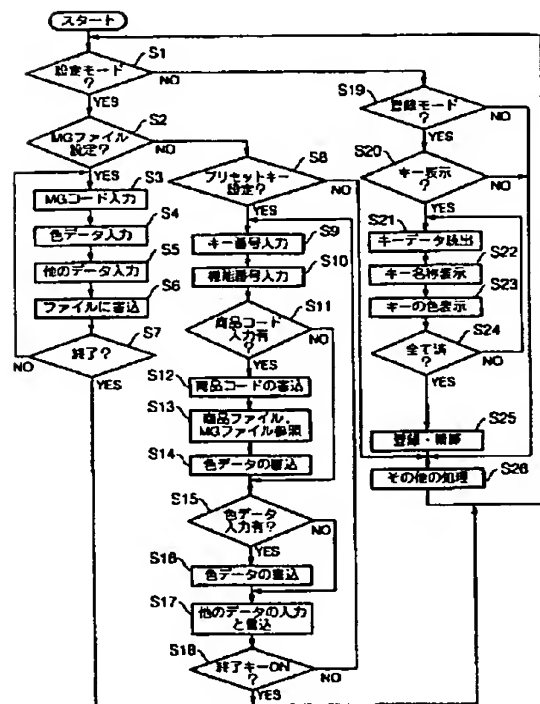 スタート
S1
設定モード
?
YES
NO
S2
MGファイル
設定?
YES
NO
S3
MGコード入力
S4
色データ入力
S5
他のデータ入力
S6
ファイルに書込
S7
終了?
NO
YES
S8
プリセットキー
設定?
YES
NO
S9
キー番号入力
S10
機能番号入力
S11
商品コード
入力有
?
YES
NO
S12
商品コードの書込
S13
商品ファイル,
MGファイル参照
S14
色データの書込
S15
色データ
入力有?
YES
NO
S16
色データの書込
S17
他のデータの入力
と書込
S18
終了キーON
?
YES
NO
S19
登録モード
?
YES
NO
S20
キー表示
?
YES
NO
S21
キーデータ読出
S22
キー名称表示
S23
キーの色表示
S24
全て済
?
YES
NO
S25
登録・
S26
その他の処理